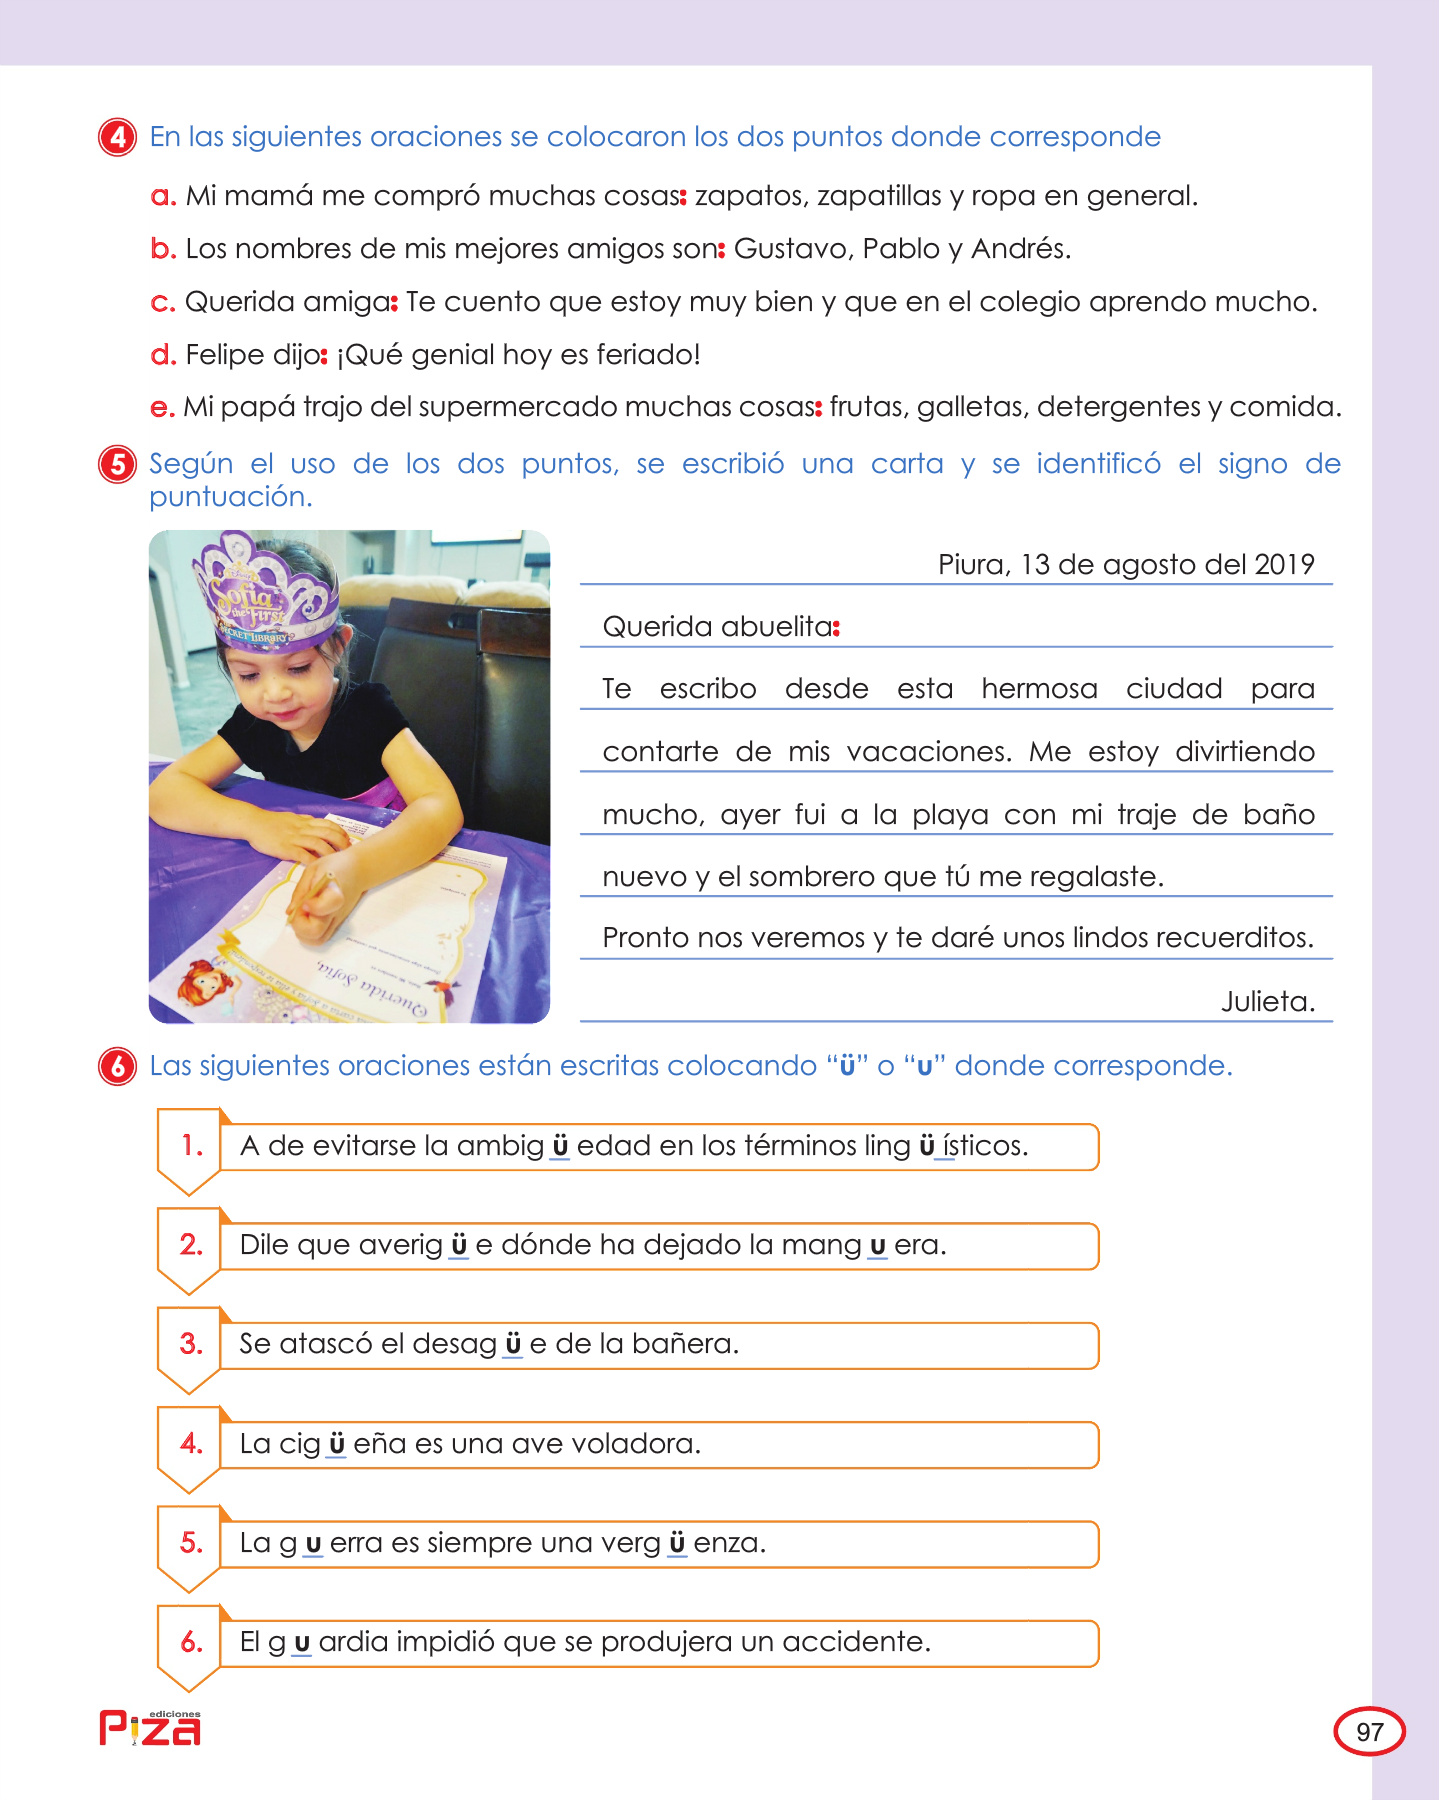 4 En las siguientes oraciones se colocaron los dos puntos donde corresponde
a. Mi mamá me compró muchas cosas: zapatos, zapatillas y ropa en general.
b. Los nombres de mis mejores amigos son: Gustavo, Pablo y Andrés.
c. Querida amiga: Te cuento que estoy muy bien y que en el colegio aprendo mucho.
d. Felipe dijo: ¡Qué genial hoy es feriado!
e. Mi papá trajo del supermercado muchas cosas: frutas, galletas, detergentes y comida.
5 Según el uso de los dos puntos, se escribió una carta y se identificó el signo de
puntuación.
Sofia
the First
SECRET LIBRARY
Querida Sofía,
Piura, 13 de agosto del 2019
Querida abuelita:
Te escribo desde esta hermosa ciudad para
contarte de mis vacaciones. Me estoy divirtiendo
mucho, ayer fui a la playa con mi traje de baño
nuevo y el sombrero que tú me regalaste.
Pronto nos veremos y te daré unos lindos recuerditos.
Julieta.
6 Las siguientes oraciones están escritas colocando “ü” o “u” donde corresponde.
1. A de evitarse la ambig ü edad en los términos ling ü ísticos.
2. Dile que averig ü e dónde ha dejado la mang u era.
3. Se atascó el desag ü e de la bañera.
4. La cig ü eña es una ave voladora.
5. La g u erra es siempre una verg ü enza.
6. El g u ardia impidió que se produjera un accidente.
ediciones
Piza
97